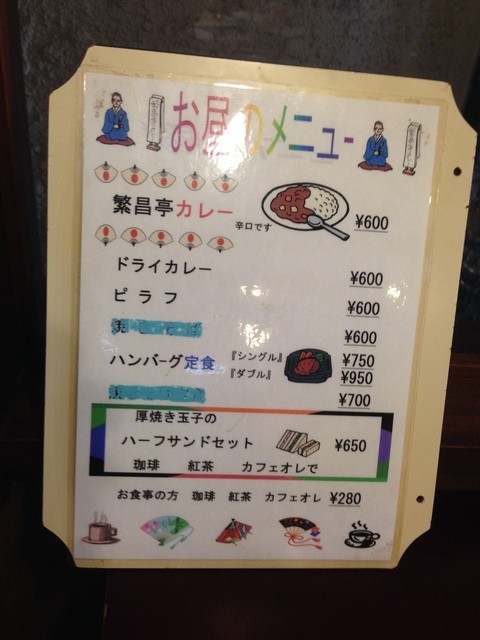 お昼のメニュー
繁昌亭カレー 辛口です ¥600
ドライカレー ¥600
ピラフ ¥600
¥600
ハンバーグ定食 『シングル』 ¥750
『ダブル』 ¥950
¥700
厚焼き玉子の
ハーフサンドセット ¥650
珈琲 紅茶 カフェオレで
お食事の方 珈琲 紅茶 カフェオレ ¥280